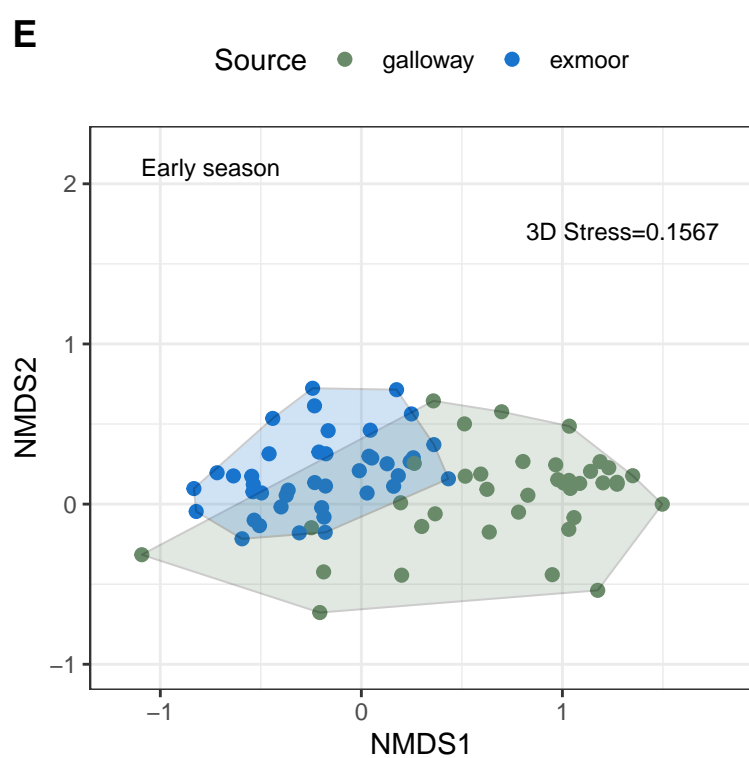 E
Source galloway exmoor
Early season
3D Stress=0.1567
2
1
0
−1
NMDS2
−1 0 1
NMDS1